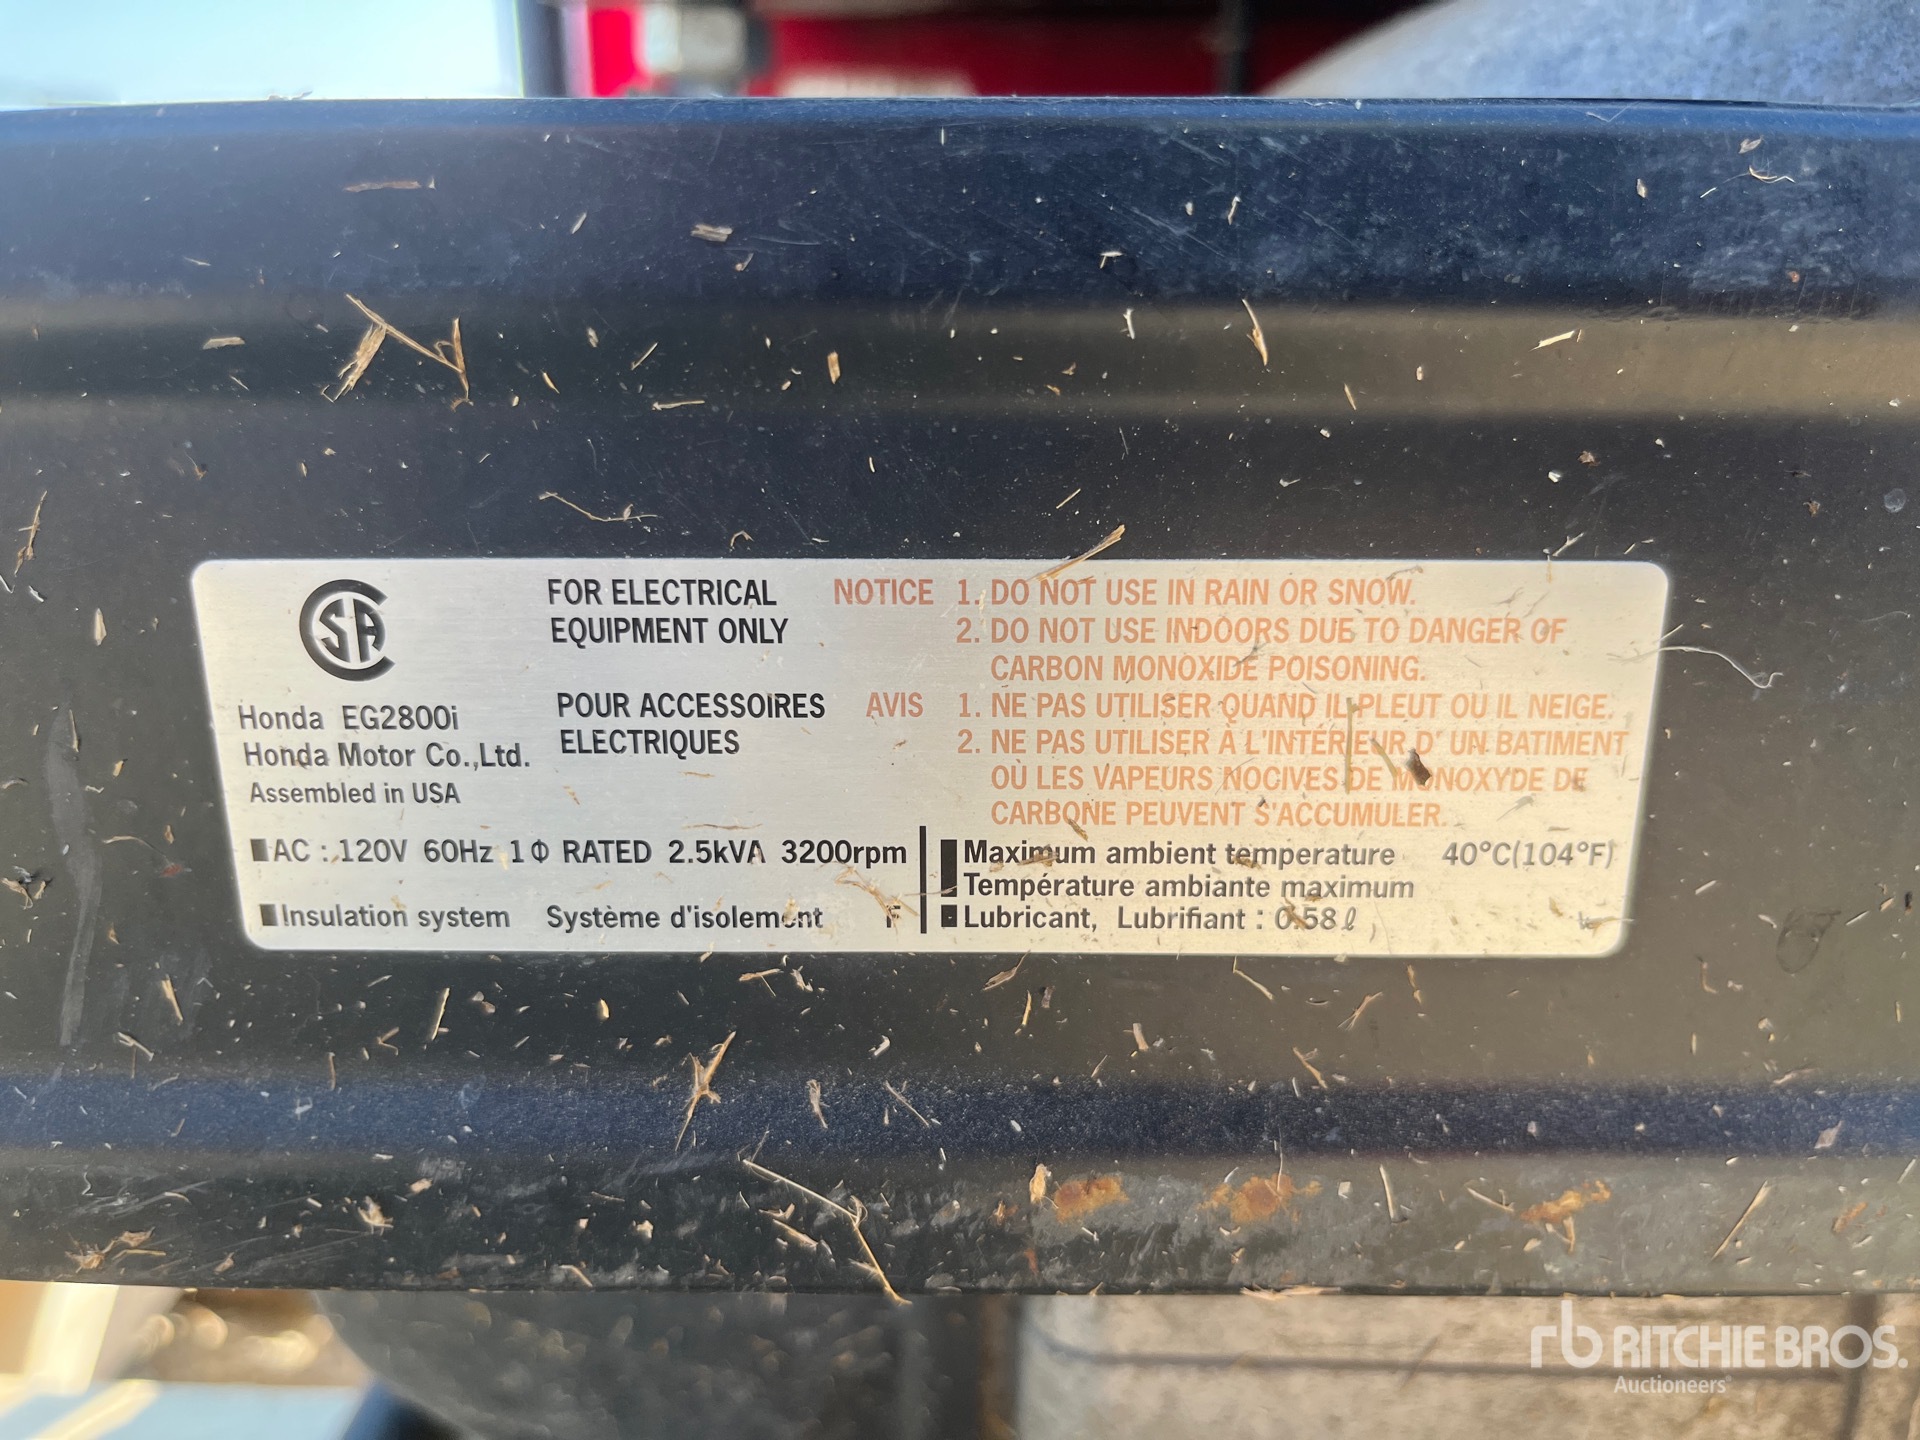 CSA
FOR ELECTRICAL
EQUIPMENT ONLY
NOTICE 1. DO NOT USE IN RAIN OR SNOW.
2. DO NOT USE INDOORS DUE TO DANGER OF
CARBON MONOXIDE POISONING.
Honda EG2800i
Honda Motor Co.,Ltd.
Assembled in USA
POUR ACCESSOIRES
ELECTRIQUES
AVIS 1. NE PAS UTILISER QUAND IL PLEUT OU IL NEIGE.
2. NE PAS UTILISER À L'INTÉRIEUR D' UN BATIMENT
OÙ LES VAPEURS NOCIVES DE MONOXYDE DE
CARBONE PEUVENT S'ACCUMULER.
AC : 120V 60Hz 1Φ RATED 2.5kVA 3200rpm
Insulation system Système d'isolement F
Maximum ambient temperature 40°C(104°F)
Température ambiante maximum
Lubricant, Lubrifiant : 0.58ℓ
rb RITCHIE BROS.
Auctioneers